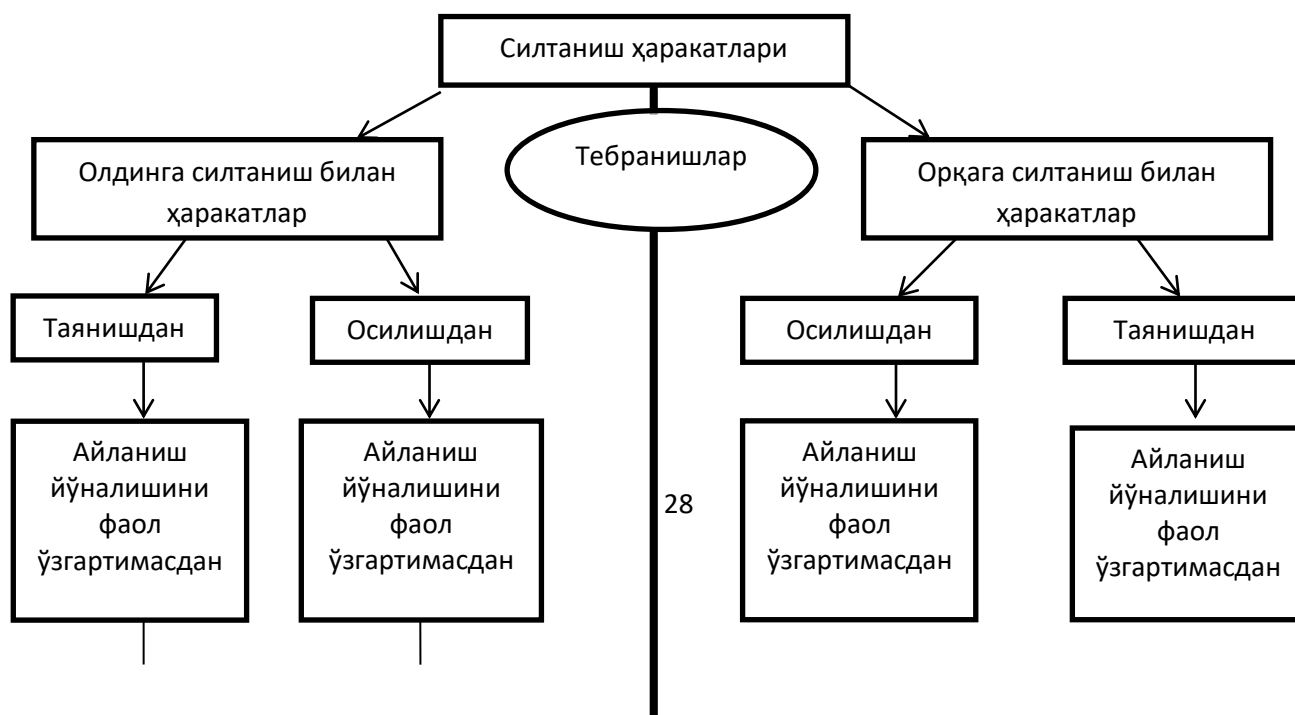 Силтаниш ҳаракатлари
Тебранишлар
Олдинга силтаниш билан
ҳаракатлар
Орқага силтаниш билан
ҳаракатлар
Таянишдан
Осилишдан
Осилишдан
Таянишдан
Айланиш
йўналишини
фаол
ўзгартимасдан
Айланиш
йўналишини
фаол
ўзгартимасдан
28
Айланиш
йўналишини
фаол
ўзгартимасдан
Айланиш
йўналишини
фаол
ўзгартимасдан